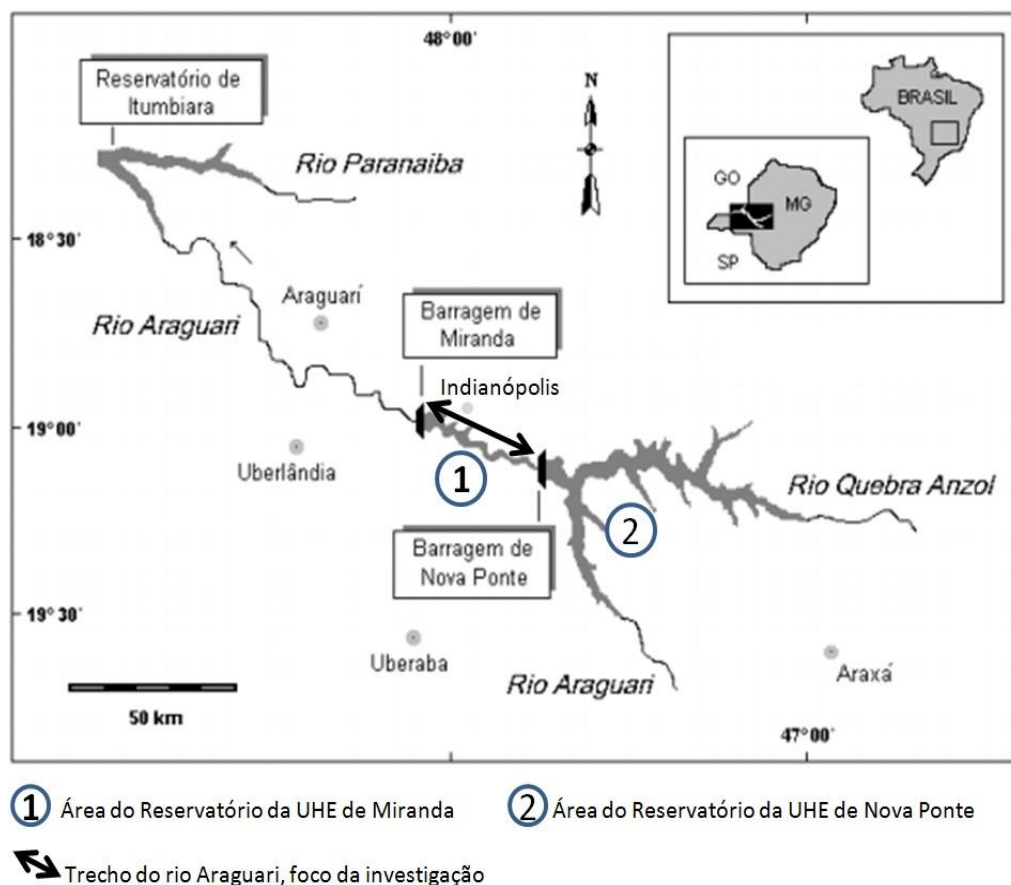 48°00'
Reservatório de
Itumbiara
N
BRASIL
Rio Paranaiba
GO
MG
SP
18°30'
Araguarí
Rio Araguari
Barragem de
Miranda
Indianópolis
19°00'
Uberlândia
1
Rio Quebra Anzol
2
Barragem de
Nova Ponte
19°30'
Uberaba
Rio Araguari
Araxá
50 km
47°00'
1 Área do Reservatório da UHE de Miranda
2 Área do Reservatório da UHE de Nova Ponte
Trecho do rio Araguari, foco da investigação